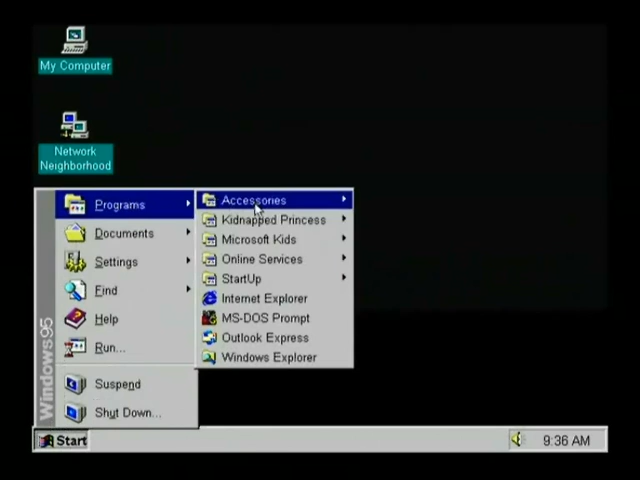 My Computer
Network
Neighborhood
Programs
Documents
Settings
Find
Help
Run...
Suspend
Shut Down...
Windows95
Accessories
Kidnapped Princess
Microsoft Kids
Online Services
StartUp
Internet Explorer
MS-DOS Prompt
Outlook Express
Windows Explorer
Start
9:36 AM